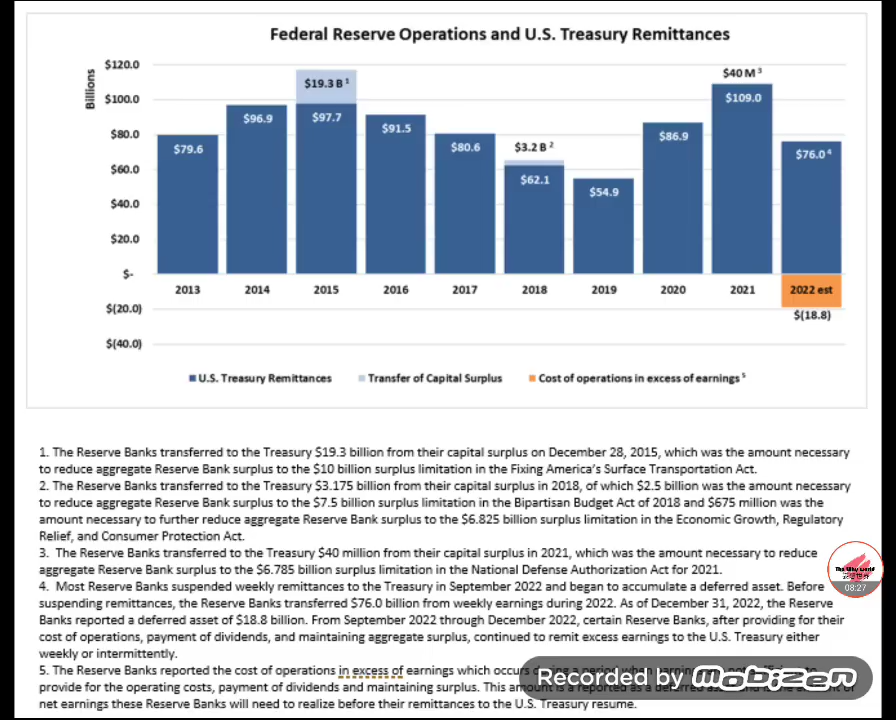 Federal Reserve Operations and U.S. Treasury Remittances
Billions
$120.0
$100.0
$80.0
$60.0
$40.0
$20.0
$-
$(20.0)
$(40.0)
$79.6
$96.9
$19.3 B ¹
$97.7
$91.5
$80.6
$3.2 B ²
$62.1
$54.9
$86.9
$40 M ³
$109.0
$76.0 ⁴
2013 2014 2015 2016 2017 2018 2019 2020 2021 2022 est
$(18.8)
U.S. Treasury Remittances Transfer of Capital Surplus Cost of operations in excess of earnings ⁵
1. The Reserve Banks transferred to the Treasury $19.3 billion from their capital surplus on December 28, 2015, which was the amount necessary
to reduce aggregate Reserve Bank surplus to the $10 billion surplus limitation in the Fixing America's Surface Transportation Act.
2. The Reserve Banks transferred to the Treasury $3.175 billion from their capital surplus in 2018, of which $2.5 billion was the amount necessary
to reduce aggregate Reserve Bank surplus to the $7.5 billion surplus limitation in the Bipartisan Budget Act of 2018 and $675 million was the
amount necessary to further reduce aggregate Reserve Bank surplus to the $6.825 billion surplus limitation in the Economic Growth, Regulatory
Relief, and Consumer Protection Act.
3. The Reserve Banks transferred to the Treasury $40 million from their capital surplus in 2021, which was the amount necessary to reduce
aggregate Reserve Bank surplus to the $6.785 billion surplus limitation in the National Defense Authorization Act for 2021.
4. Most Reserve Banks suspended weekly remittances to the Treasury in September 2022 and began to accumulate a deferred asset. Before
suspending remittances, the Reserve Banks transferred $76.0 billion from weekly earnings during 2022. As of December 31, 2022, the Reserve
Banks reported a deferred asset of $18.8 billion. From September 2022 through December 2022, certain Reserve Banks, after providing for their
cost of operations, payment of dividends, and maintaining aggregate surplus, continued to remit excess earnings to the U.S. Treasury either
weekly or intermittently.
5. The Reserve Banks reported the cost of operations in excess of earnings which occurs during a period when
provide for the operating costs, payment of dividends and maintaining surplus. This amount is reported as a deferred
net earnings these Reserve Banks will need to realize before their remittances to the U.S. Treasury resume.
The Why World
08:27
Recorded by mobizen